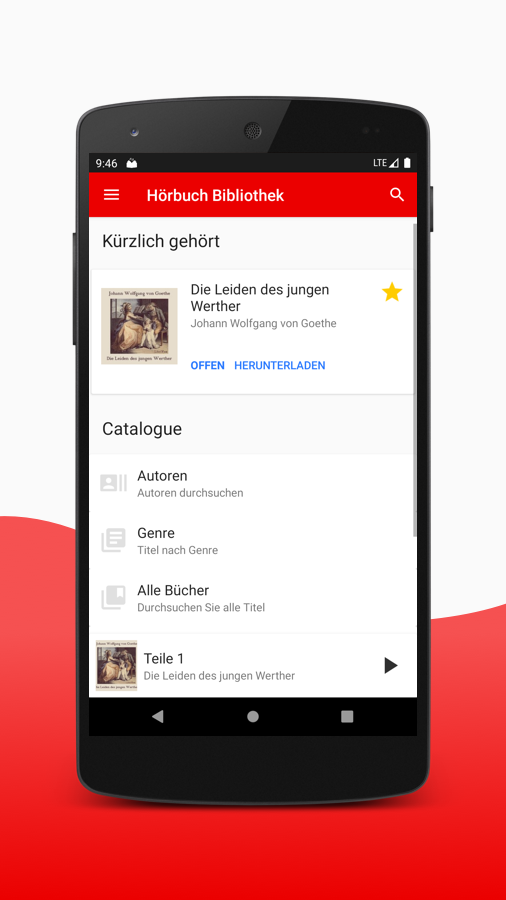 9:46
LTE
Hörbuch Bibliothek
Kürzlich gehört
Johann Wolfgang von Goethe
Die Leiden des jungen Werther
Die Leiden des jungen
Werther
Johann Wolfgang von Goethe
OFFEN HERUNTERLADEN
Catalogue
Autoren
Autoren durchsuchen
Genre
Titel nach Genre
Alle Bücher
Durchsuchen Sie alle Titel
Teile 1
Die Leiden des jungen Werther